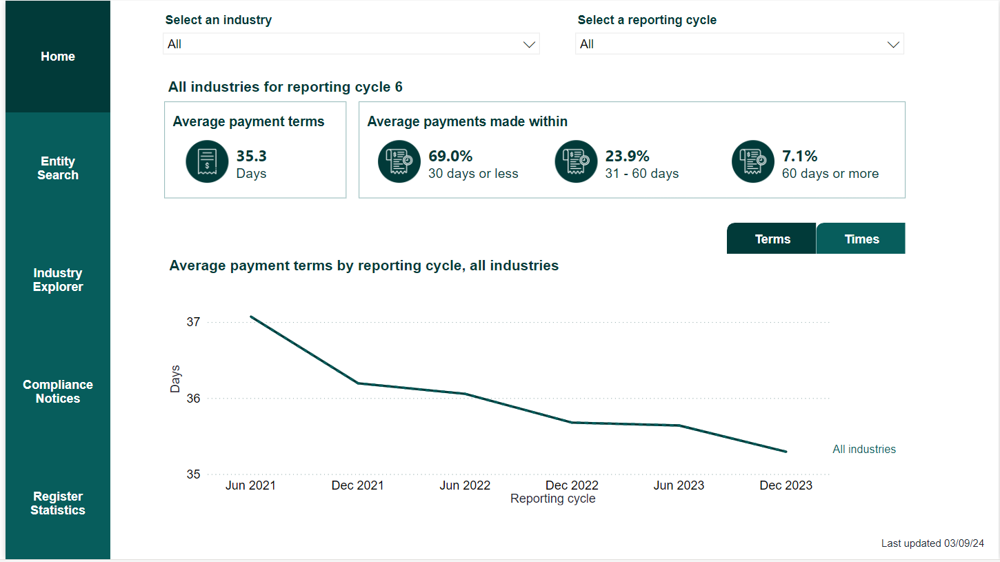 Home
Entity
Search
Industry
Explorer
Compliance
Notices
Register
Statistics
Select an industry
All
Select a reporting cycle
All
All industries for reporting cycle 6
Average payment terms
35.3
Days
Average payments made within
69.0%
30 days or less
23.9%
31 - 60 days
7.1%
60 days or more
Terms
Times
Average payment terms by reporting cycle, all industries
Days
37
36
35
All industries
Jun 2021
Dec 2021
Jun 2022
Dec 2022
Jun 2023
Dec 2023
Reporting cycle
Last updated 03/09/24